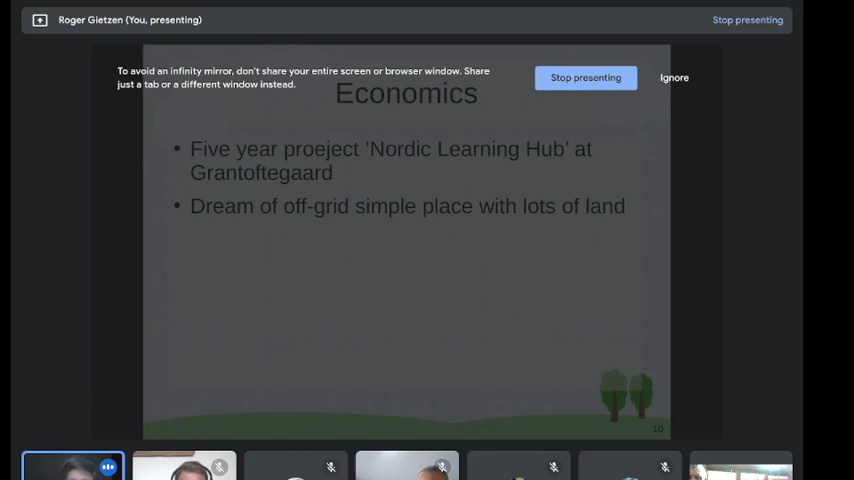 Roger Gietzen (You, presenting)
Stop presenting
To avoid an infinity mirror, don't share your entire screen or browser window. Share
just a tab or a different window instead.
Stop presenting
Ignore
Economics
• Five year proeject 'Nordic Learning Hub' at
Grantoftegaard
• Dream of off-grid simple place with lots of land
10